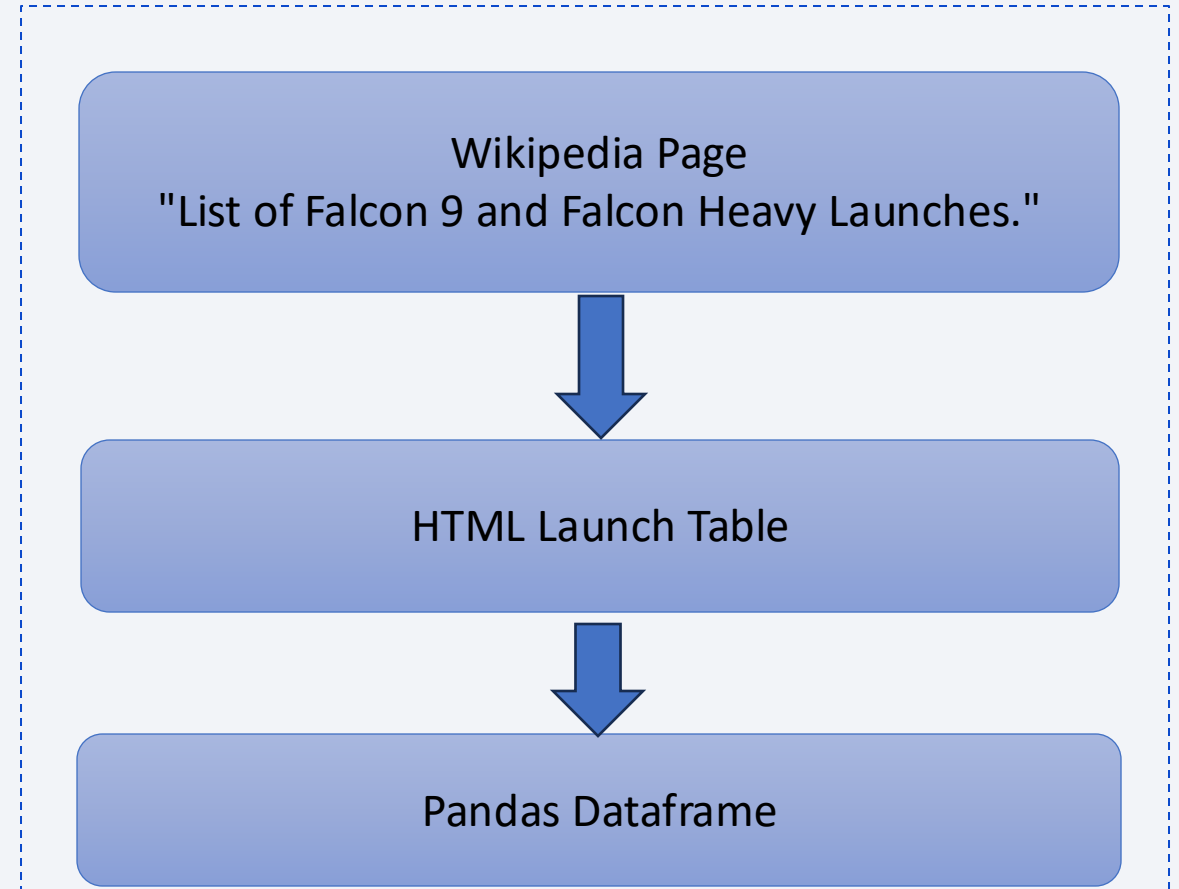 Wikipedia Page
"List of Falcon 9 and Falcon Heavy Launches."
HTML Launch Table
Pandas Dataframe